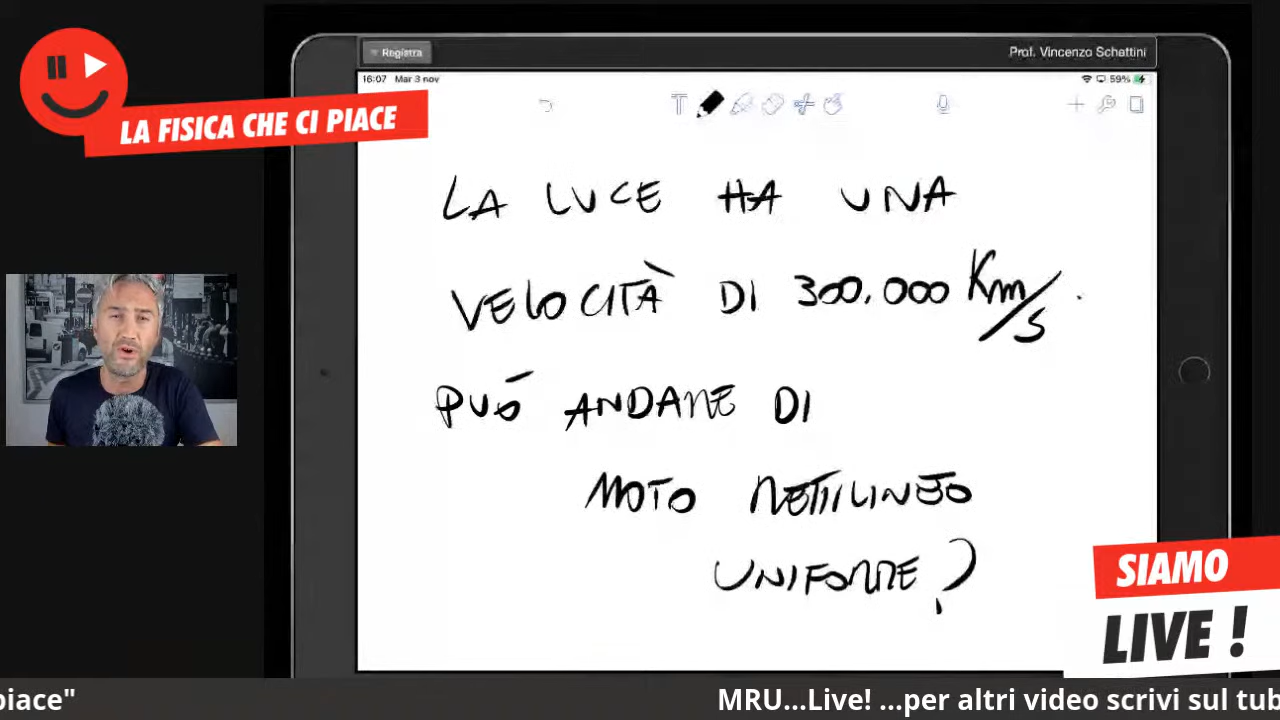 Registra
Prof. Vincenzo Schettini
16:07 Mar 3 nov
59%
LA FISICA CHE CI PIACE
LA LUCE HA UNA
VELOCITÀ DI 300.000 Km/s.
PUÓ ANDARE DI
MOTO RETTILINEO
UNIFORME?
SIAMO
LIVE !
piace"
MRU...Live! ...per altri video scrivi sul tub